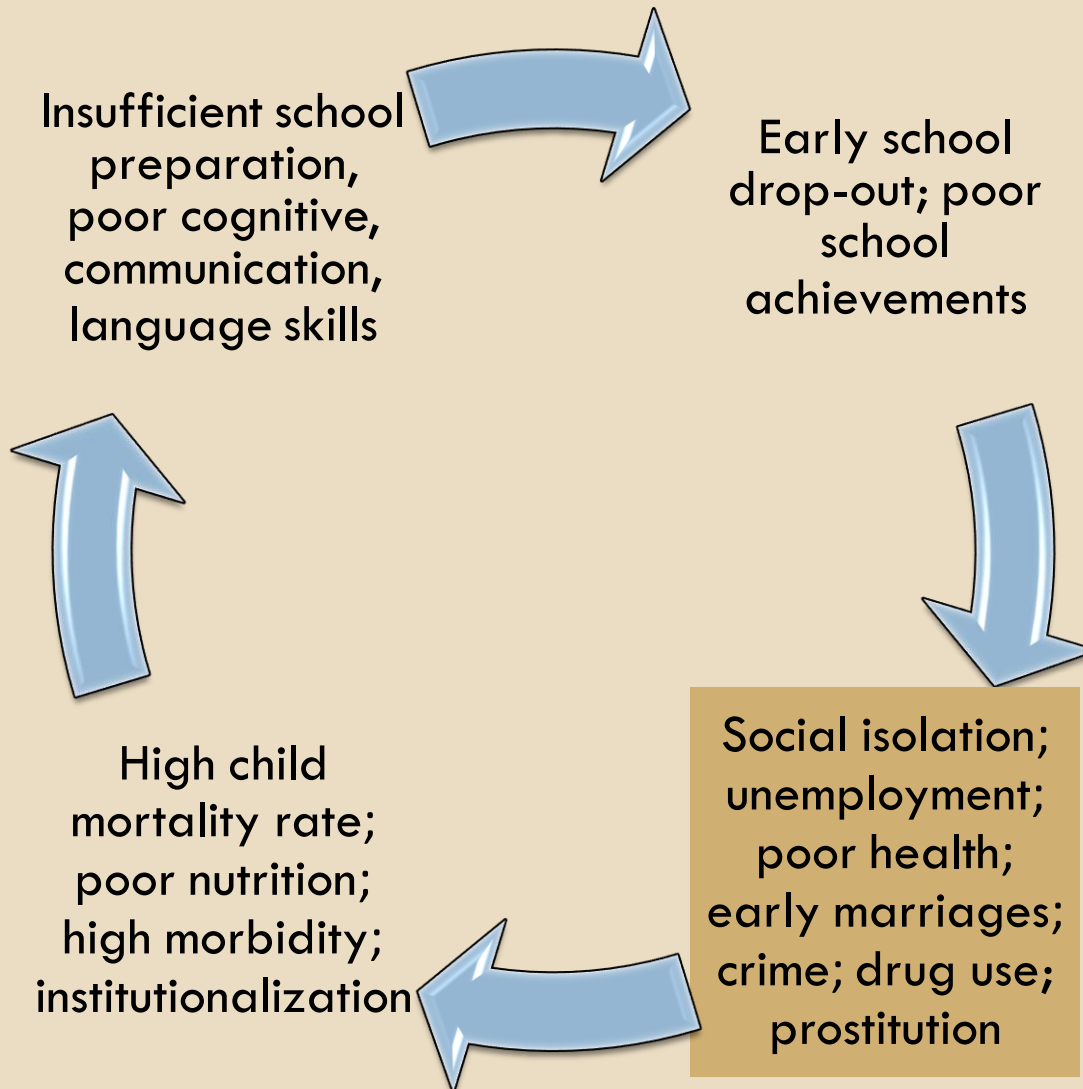 Insufficient school
preparation,
poor cognitive,
communication,
language skills
Early school
drop-out; poor
school
achievements
Social isolation;
unemployment;
poor health;
early marriages;
crime; drug use;
prostitution
High child
mortality rate;
poor nutrition;
high morbidity;
institutionalization